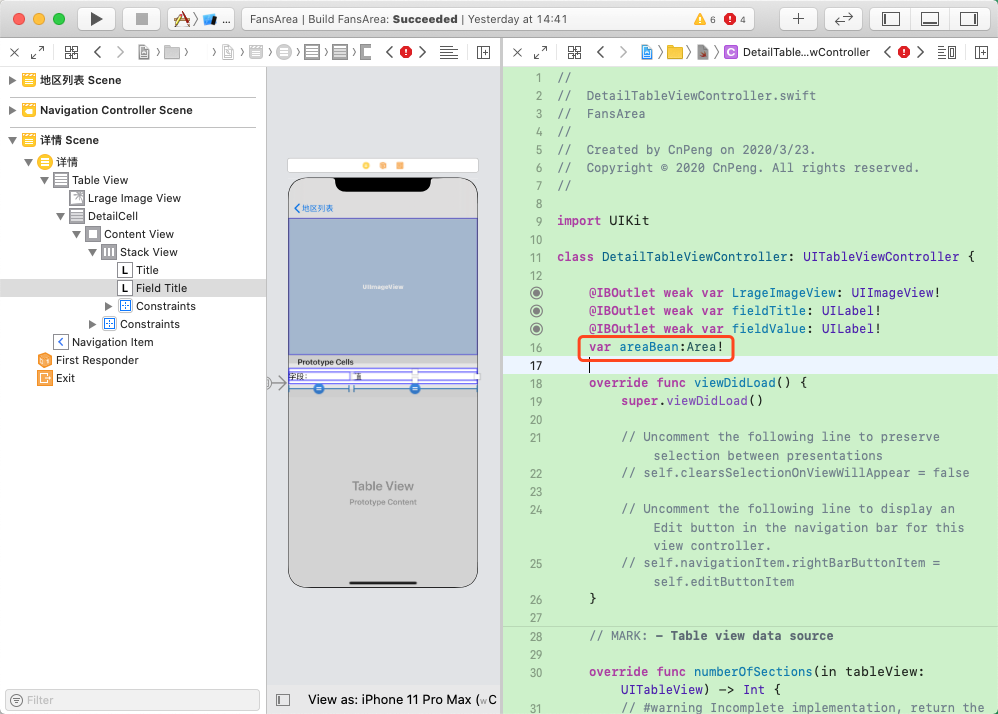 FansArea | Build FansArea: Succeeded | Yesterday at 14:41
6
4
DetailTable...wController
地区列表 Scene
Navigation Controller Scene
详情 Scene
详情
Table View
Lrage Image View
DetailCell
Content View
Stack View
L Title
L Field Title
Constraints
Constraints
Navigation Item
First Responder
Exit
Filter
地区列表
UIImageView
Prototype Cells
字段:
值
Table View
Prototype Content
View as: iPhone 11 Pro Max (wC
1 //
2 //  DetailTableViewController.swift
3 //  FansArea
4 //
5 //  Created by CnPeng on 2020/3/23.
6 //  Copyright © 2020 CnPeng. All rights reserved.
7 //
8
9 import UIKit
10
11 class DetailTableViewController: UITableViewController {
12
@IBOutlet weak var LrageImageView: UIImageView!
@IBOutlet weak var fieldTitle: UILabel!
@IBOutlet weak var fieldValue: UILabel!
16 var areaBean:Area!
17
18 override func viewDidLoad() {
19 super.viewDidLoad()
20
21 // Uncomment the following line to preserve
selection between presentations
22 // self.clearsSelectionOnViewWillAppear = false
23
24 // Uncomment the following line to display an
Edit button in the navigation bar for this
view controller.
25 // self.navigationItem.rightBarButtonItem =
self.editButtonItem
26 }
27
28 // MARK: - Table view data source
29
30 override func numberOfSections(in tableView:
UITableView) -> Int {
31 // #warning Incomplete implementation, return the